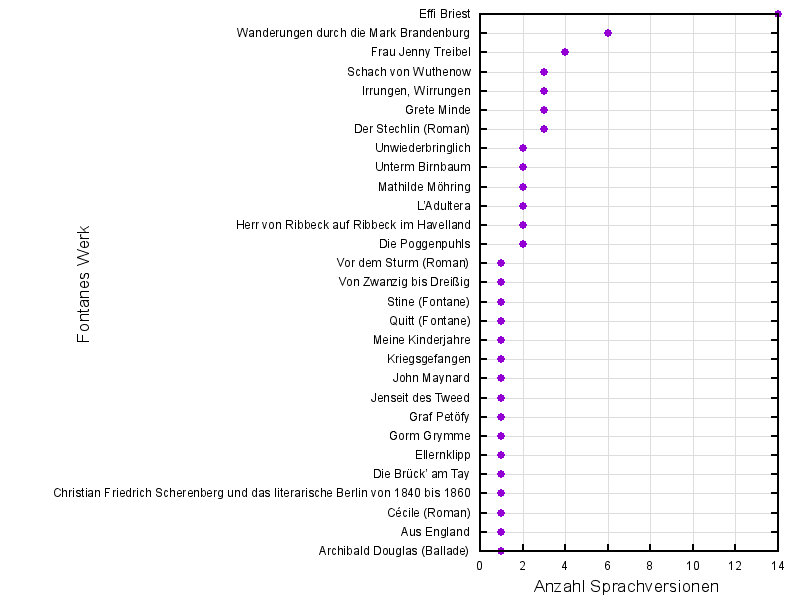 Effi Briest
Wanderungen durch die Mark Brandenburg
Frau Jenny Treibel
Schach von Wuthenow
Irrungen, Wirrungen
Grete Minde
Der Stechlin (Roman)
Unwiederbringlich
Unterm Birnbaum
Mathilde Möhring
L'Adultera
Herr von Ribbeck auf Ribbeck im Havelland
Die Poggenpuhls
Vor dem Sturm (Roman)
Von Zwanzig bis Dreißig
Stine (Fontane)
Quitt (Fontane)
Meine Kinderjahre
Kriegsgefangen
John Maynard
Jenseit des Tweed
Graf Petöfy
Gorm Grymme
Ellernklipp
Die Brück' am Tay
Christian Friedrich Scherenberg und das literarische Berlin von 1840 bis 1860
Cécile (Roman)
Aus England
Archibald Douglas (Ballade)
Fontanes Werk
0 2 4 6 8 10 12 14
Anzahl Sprachversionen